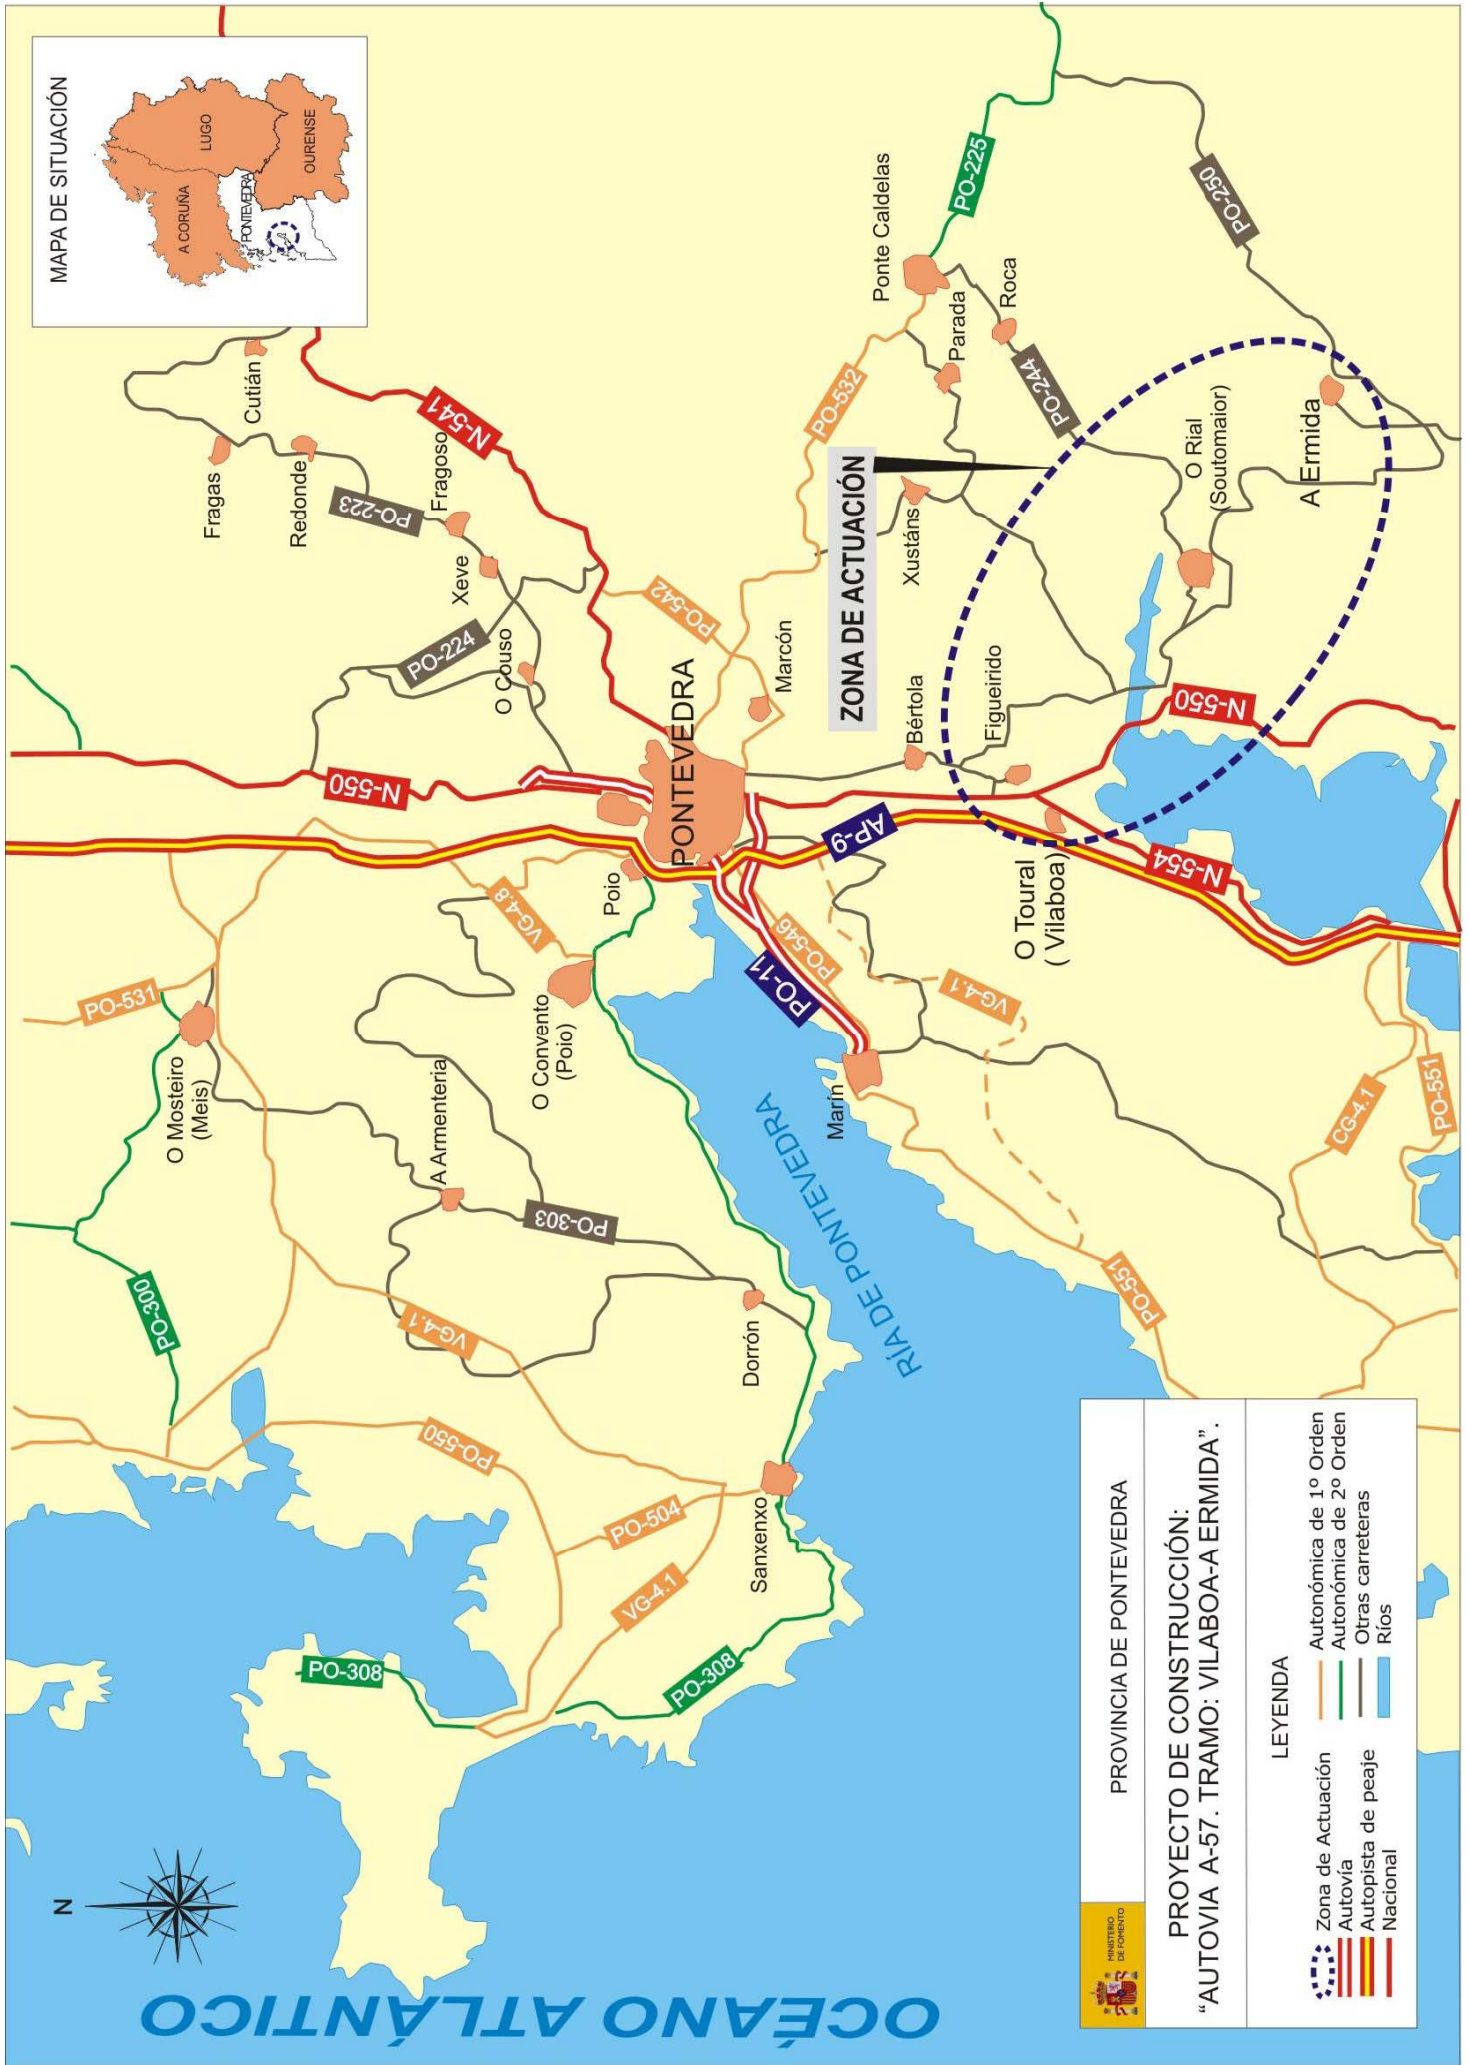 MAPA DE SITUACIÓN
A CORUÑA
LUGO
PONTEVEDRA
OURENSE
N
OCÉANO ATLÁNTICO
PO-308
PO-308
VG-4.1
PO-504
PO-550
VG-4.1
PO-300
PO-531
O Mosteiro
(Meis)
A Armenteria
PO-303
Dorrón
Sanxenxo
O Convento
(Poio)
VG-4.8
Poio
RÍA DE PONTEVEDRA
N-550
PONTEVEDRA
PO-224
O Couso
Xeve
Fragoso
PO-223
Redonde
Fragas
Cutián
N-541
PO-542
Marcón
PO-532
Ponte Caldelas
PO-225
Parada
Roca
PO-244
PO-250
ZONA DE ACTUACIÓN
Xustáns
Bértola
Figueirido
O Rial
(Soutomaior)
A Ermida
N-550
AP-9
N-554
O Toural
( Vilaboa)
PO-546
PO-11
VG-4.1
Marín
PO-551
CG-4.1
PO-551
MINISTERIO
DE FOMENTO
PROVINCIA DE PONTEVEDRA
PROYECTO DE CONSTRUCCIÓN:
“AUTOVIA A-57. TRAMO: VILABOA-A ERMIDA”.
LEYENDA
Zona de Actuación
Autovía
Autopista de peaje
Nacional
Autonómica de 1º Orden
Autonómica de 2º Orden
Otras carreteras
Ríos